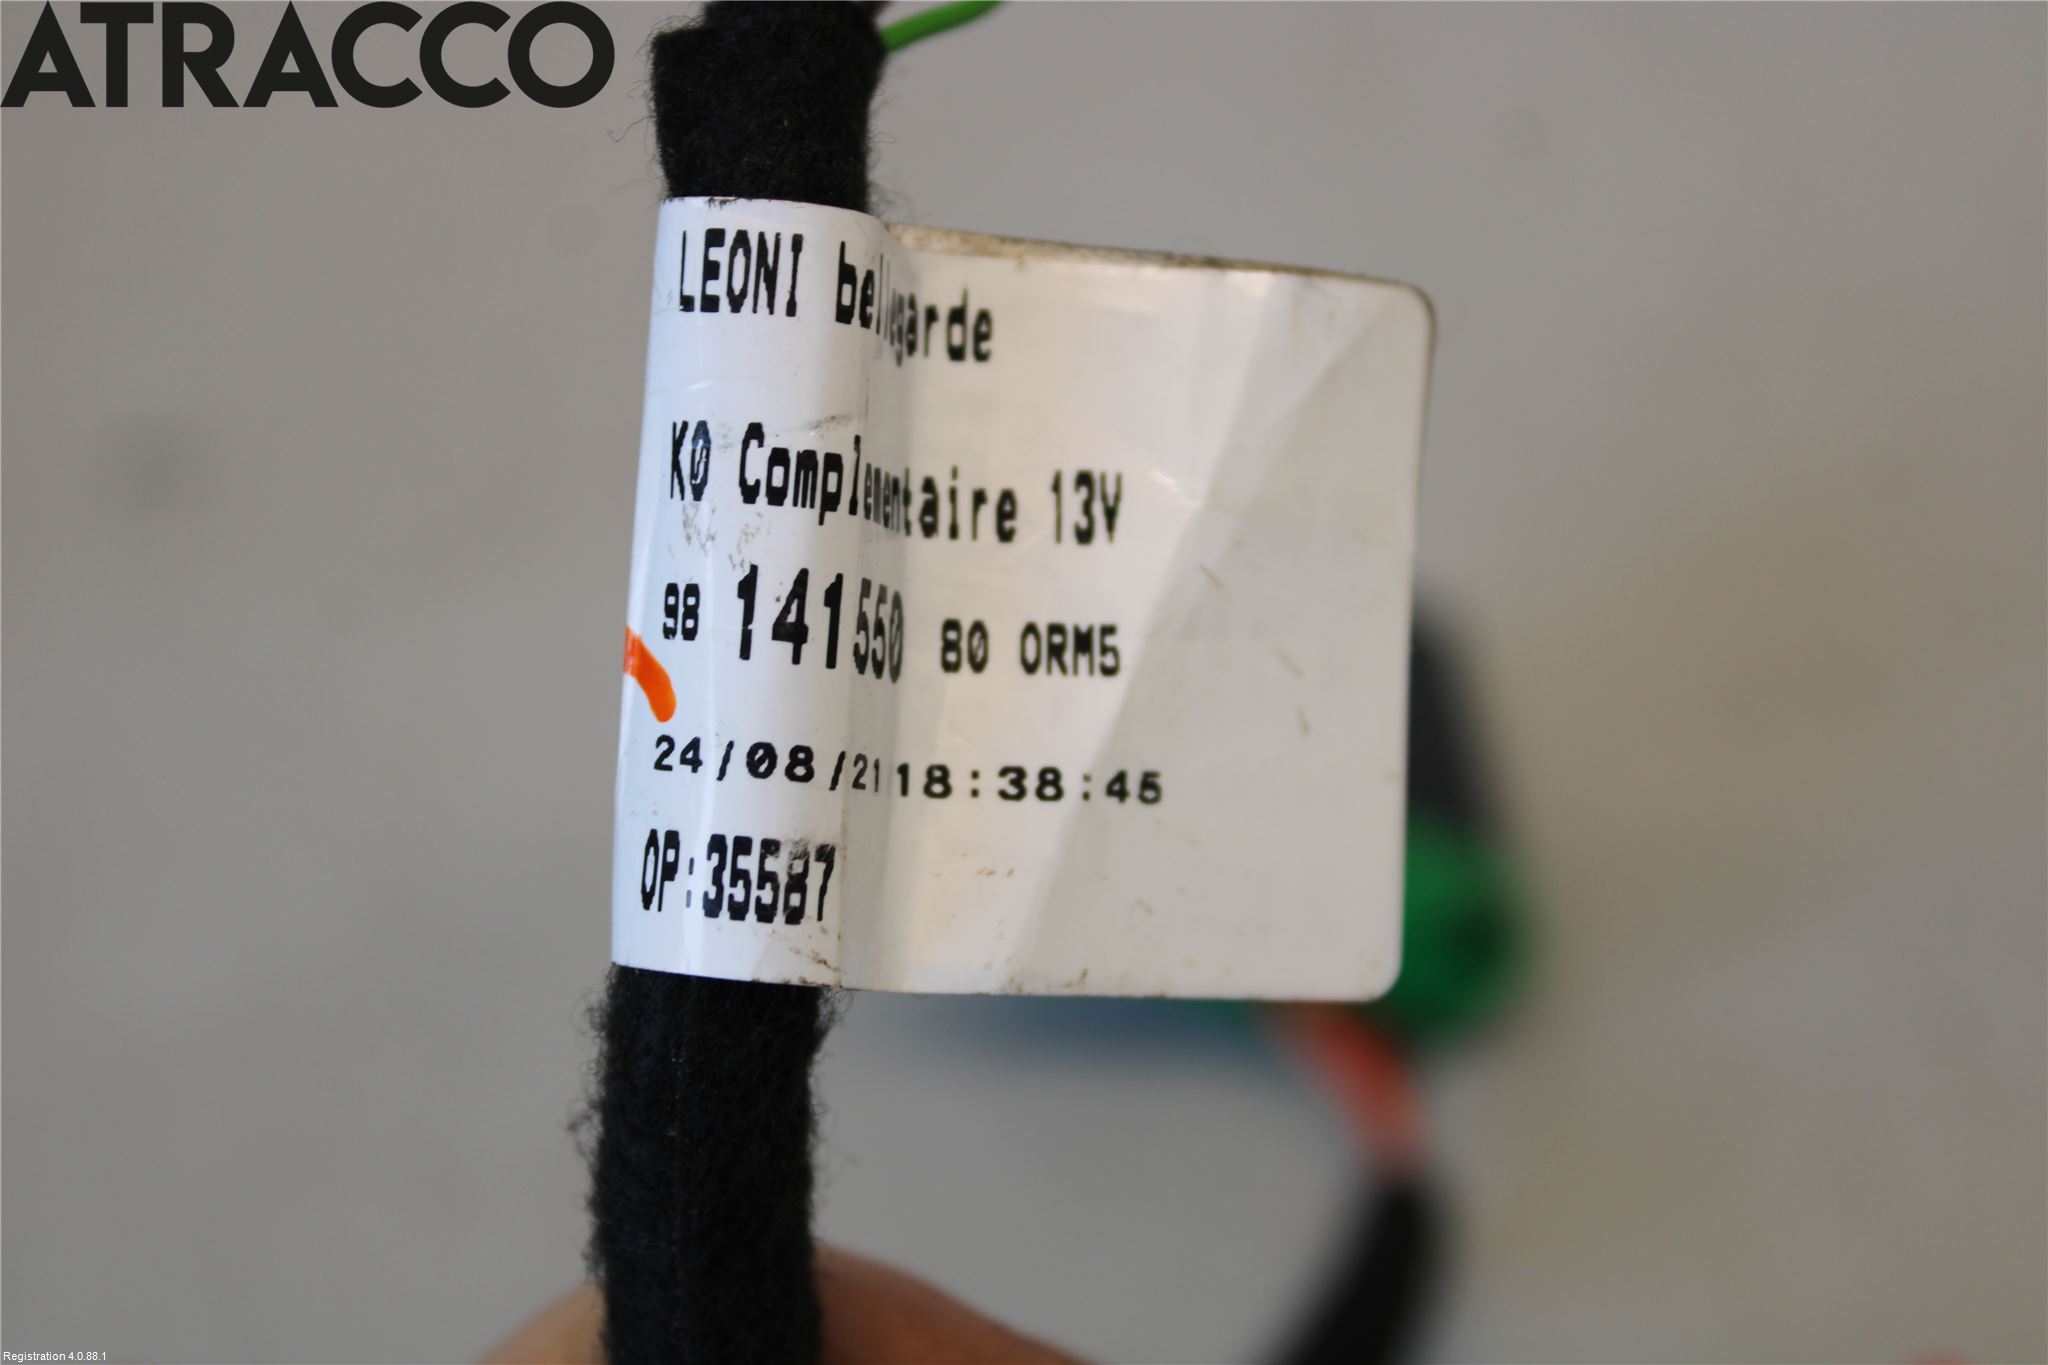 ATRACCO
LEONI bellegarde
K0 Complementaire 13V
98 141550 80 ORM5
24/08/21 18:38:45
OP:35587
Registration 4.0.88.1